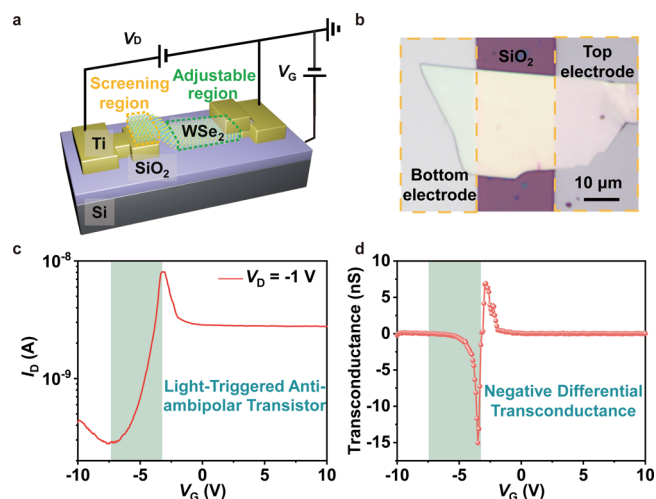 a
V_D
V_G
Screening
region
Adjustable
region
Ti
WSe₂
SiO₂
Si
b
SiO₂
Top
electrode
Bottom
electrode
10 μm
c
10⁻⁸
10⁻⁹
I_D (A)
V_D = -1 V
Light-Triggered Anti-
ambipolar Transistor
-10 -5 0 5 10
V_G (V)
d
10
5
0
-5
-10
-15
Transconductance (nS)
Negative Differential
Transconductance
-10 -5 0 5 10
V_G (V)